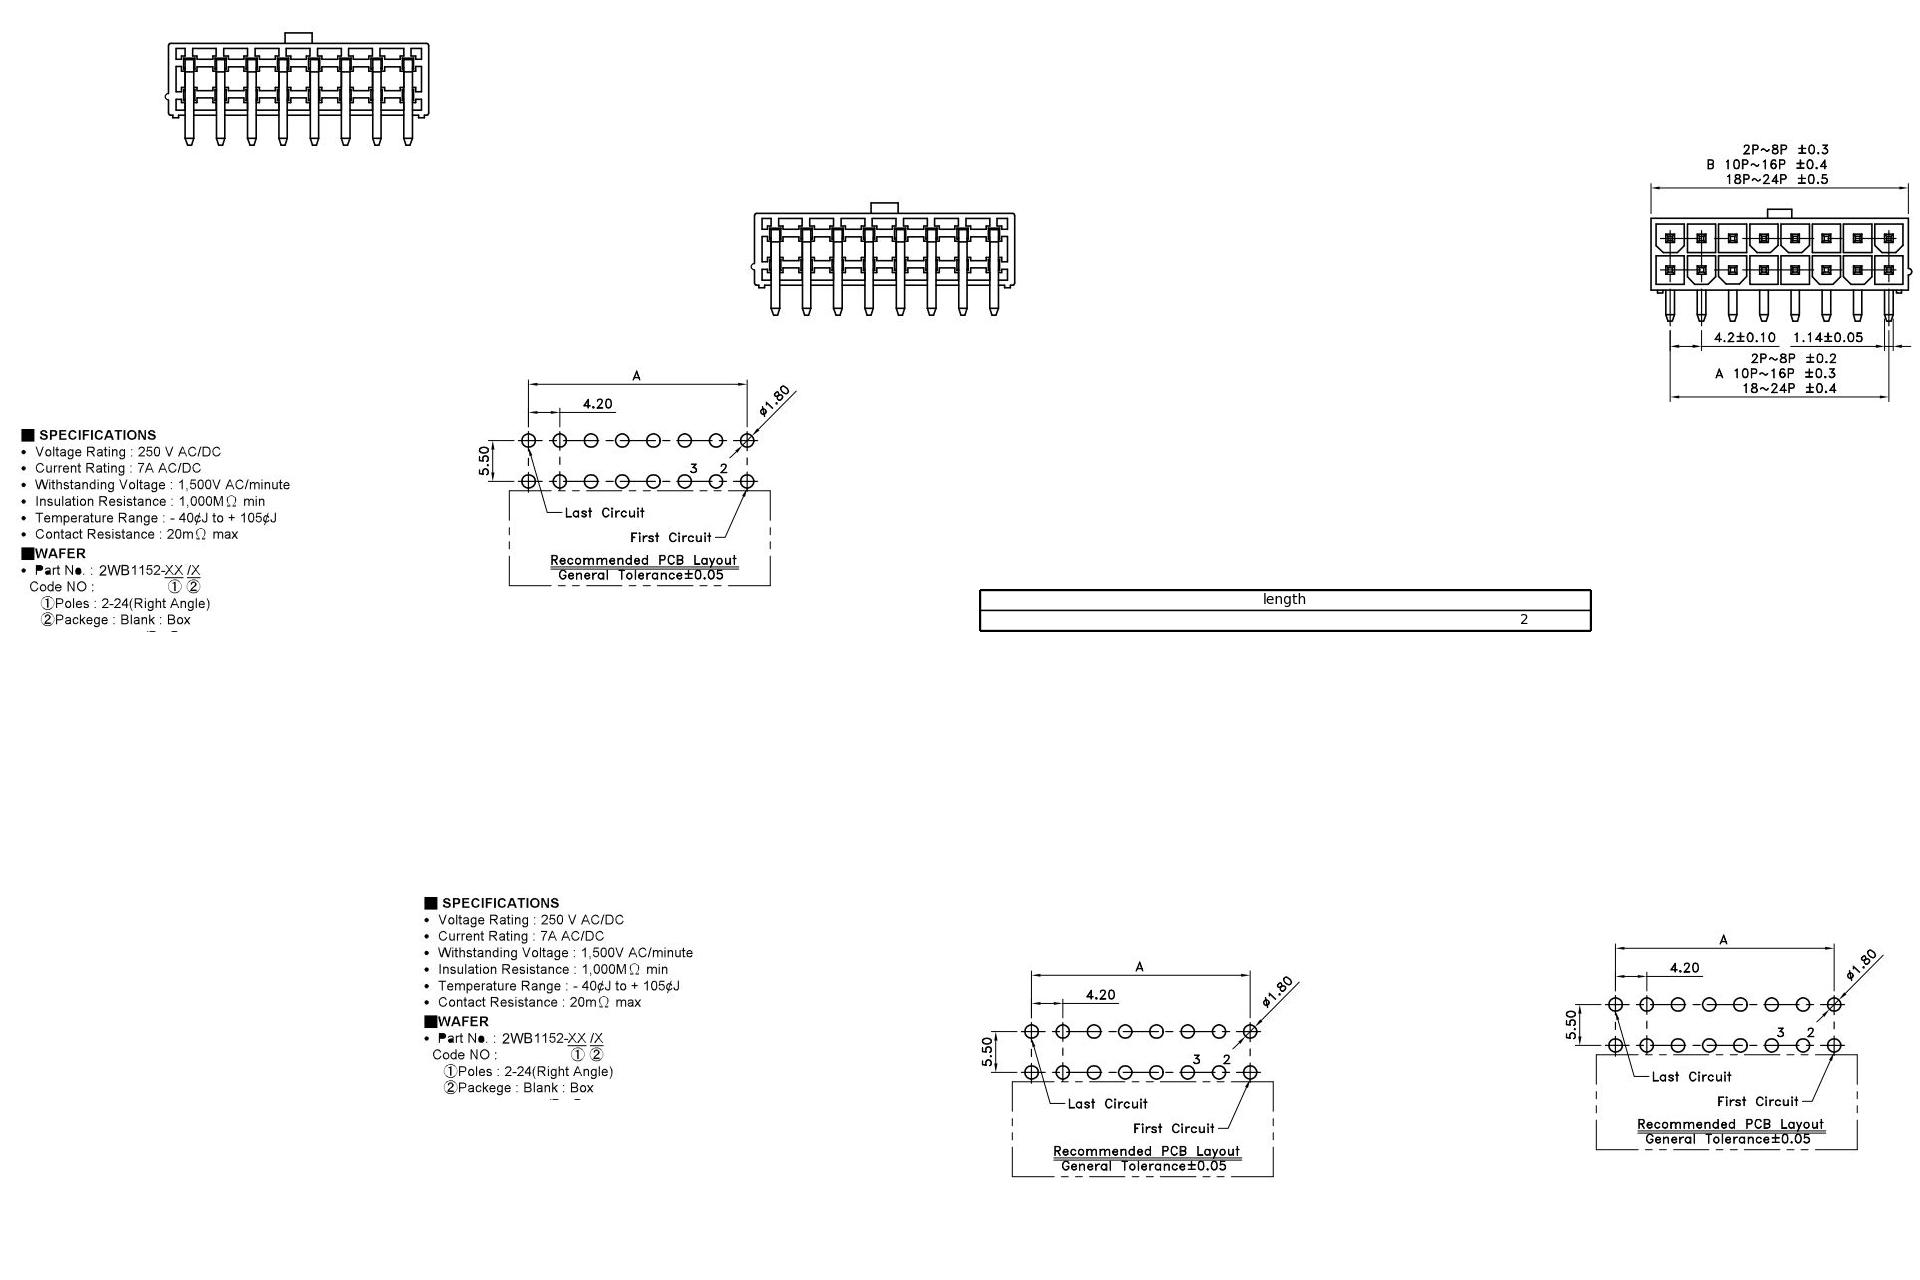 2P~8P ±0.3
B 10P~16P ±0.4
18P~24P ±0.5
4.2±0.10 1.14±0.05
2P~8P ±0.2
A 10P~16P ±0.3
18~24P ±0.4
A
4.20
ø1.80
5.50
3 2
Last Circuit
First Circuit
Recommended PCB Layout
General Tolerance±0.05
■ SPECIFICATIONS
• Voltage Rating : 250 V AC/DC
• Current Rating : 7A AC/DC
• Withstanding Voltage : 1,500V AC/minute
• Insulation Resistance : 1,000MΩ min
• Temperature Range : - 40¢J to + 105¢J
• Contact Resistance : 20mΩ max
■WAFER
• Part No. : 2WB1152-XX /X
Code NO : ① ②
①Poles : 2-24(Right Angle)
②Packege : Blank : Box
length
2
■ SPECIFICATIONS
• Voltage Rating : 250 V AC/DC
• Current Rating : 7A AC/DC
• Withstanding Voltage : 1,500V AC/minute
• Insulation Resistance : 1,000MΩ min
• Temperature Range : - 40¢J to + 105¢J
• Contact Resistance : 20mΩ max
■WAFER
• Part No. : 2WB1152-XX /X
Code NO : ① ②
①Poles : 2-24(Right Angle)
②Packege : Blank : Box
A
4.20
ø1.80
5.50
3 2
Last Circuit
First Circuit
Recommended PCB Layout
General Tolerance±0.05
A
4.20
ø1.80
5.50
3 2
Last Circuit
First Circuit
Recommended PCB Layout
General Tolerance±0.05